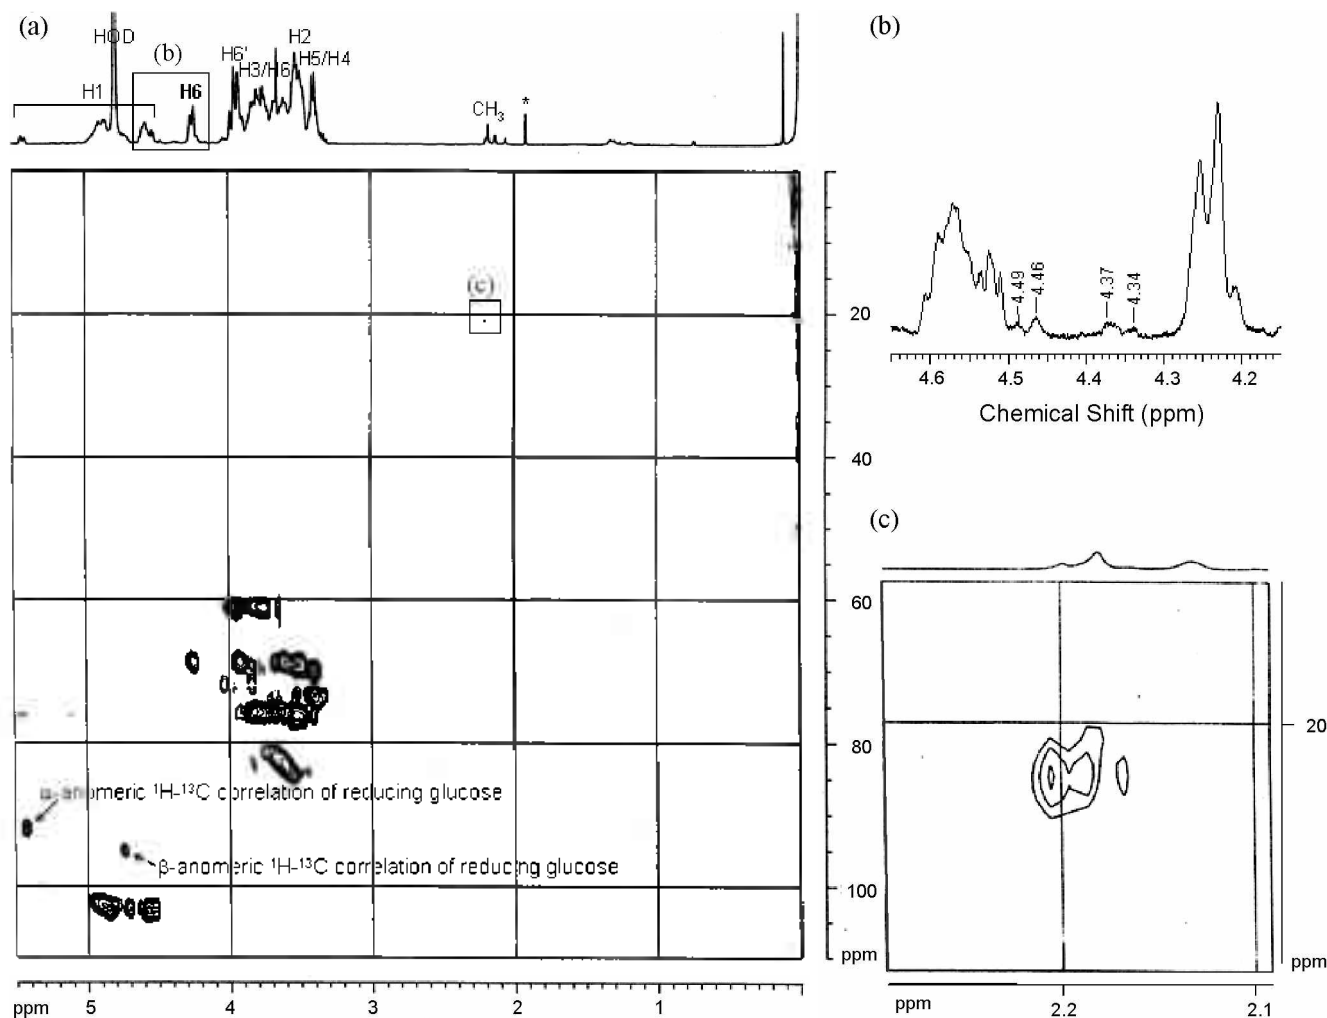 (a)
HOD
(b)
H1
H6
H6'
H3/H6
H2
H5/H4
CH3
*
(c)
α-anomeric ¹H-¹³C correlation of reducing glucose
β-anomeric ¹H-¹³C correlation of reducing glucose
20
40
60
80
100
ppm
ppm 5 4 3 2 1
(b)
4.49
4.46
4.37
4.34
4.6 4.5 4.4 4.3 4.2
Chemical Shift (ppm)
(c)
20
ppm
ppm 2.2 2.1